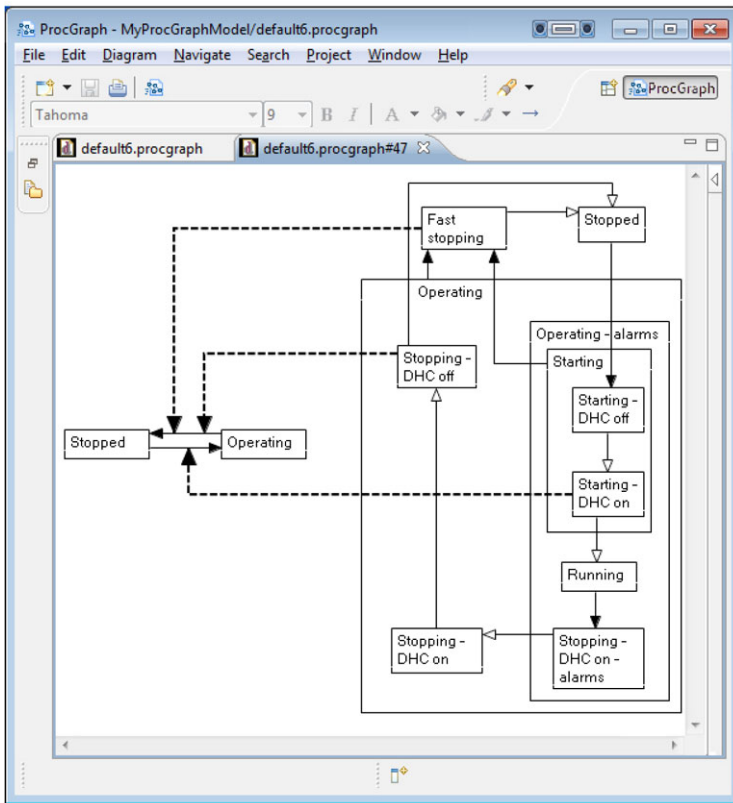 ProcGraph - MyProcGraphModel/default6.procgraph
File Edit Diagram Navigate Search Project Window Help
ProcGraph
Tahoma 9 B I A
default6.procgraph default6.procgraph#47
Fast
stopping
Stopped
Operating
Operating - alarms
Starting
Stopping -
DHC off
Starting -
DHC off
Stopped
Operating
Starting -
DHC on
Running
Stopping -
DHC on
Stopping -
DHC on -
alarms